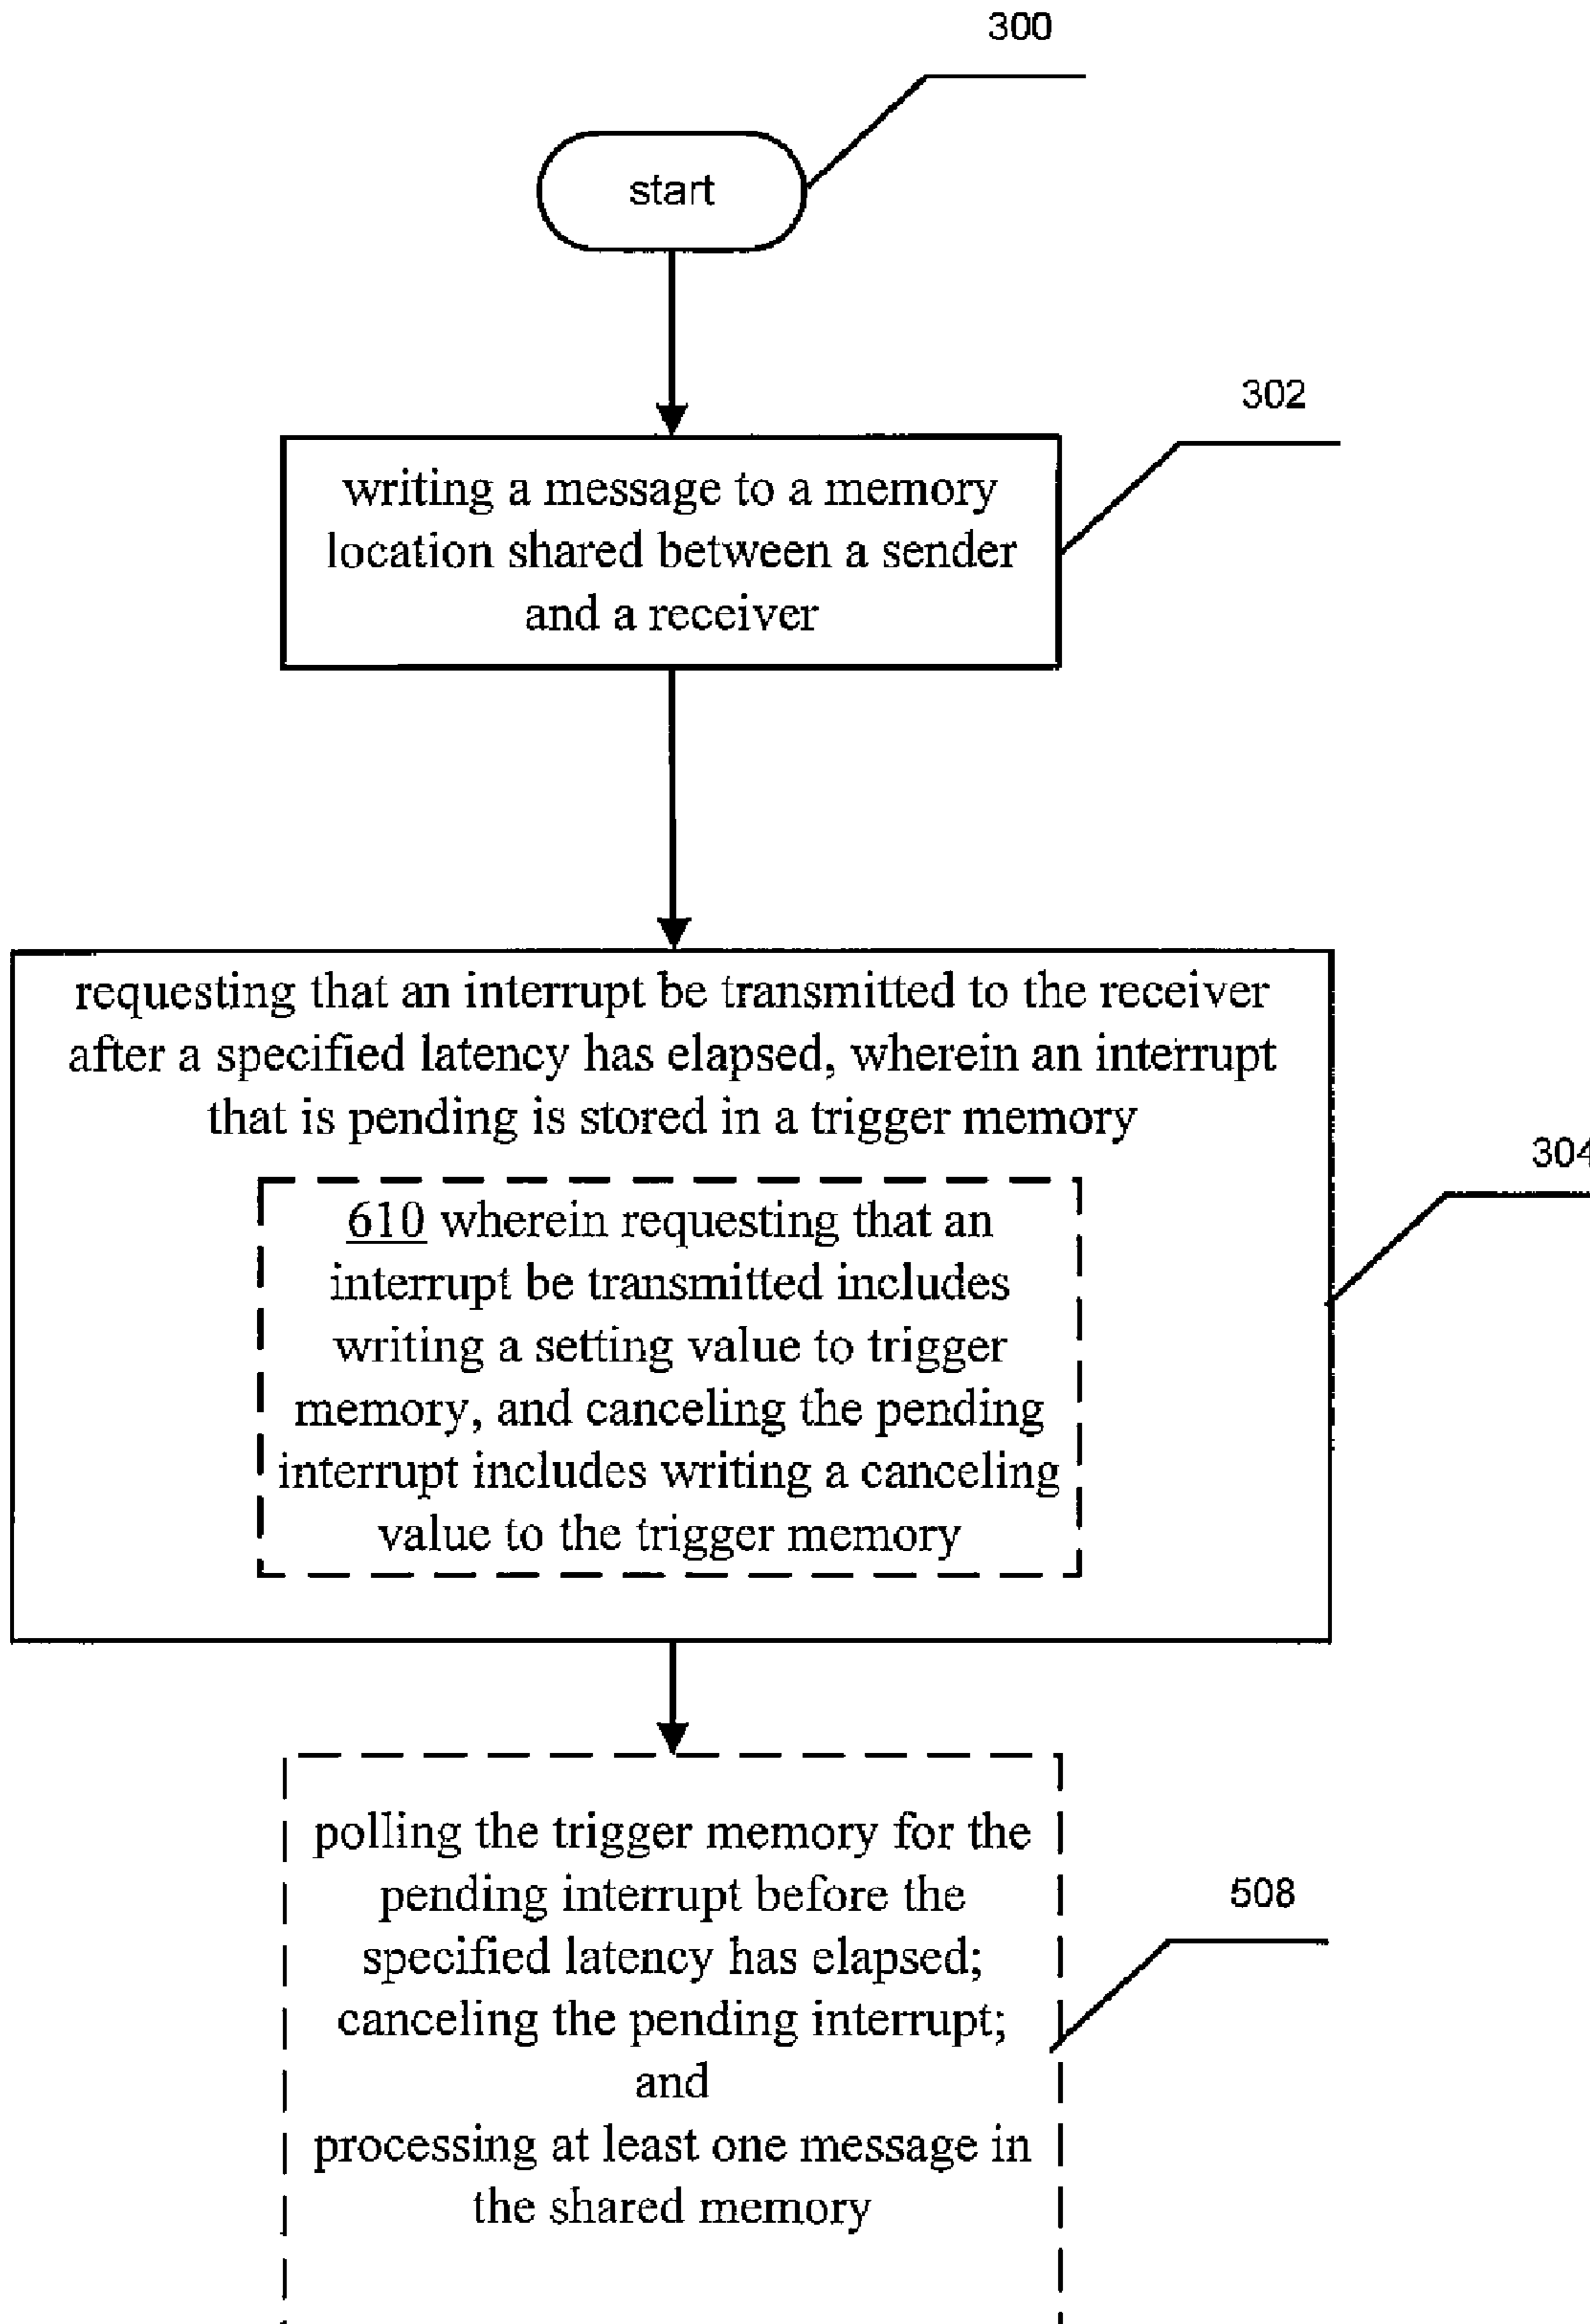 300
start
302
writing a message to a memory
location shared between a sender
and a receiver
requesting that an interrupt be transmitted to the receiver
after a specified latency has elapsed, wherein an interrupt
that is pending is stored in a trigger memory
304
610 wherein requesting that an
interrupt be transmitted includes
writing a setting value to trigger
memory, and canceling the pending
interrupt includes writing a canceling
value to the trigger memory
polling the trigger memory for the
pending interrupt before the
specified latency has elapsed;
canceling the pending interrupt;
and
processing at least one message in
the shared memory
508